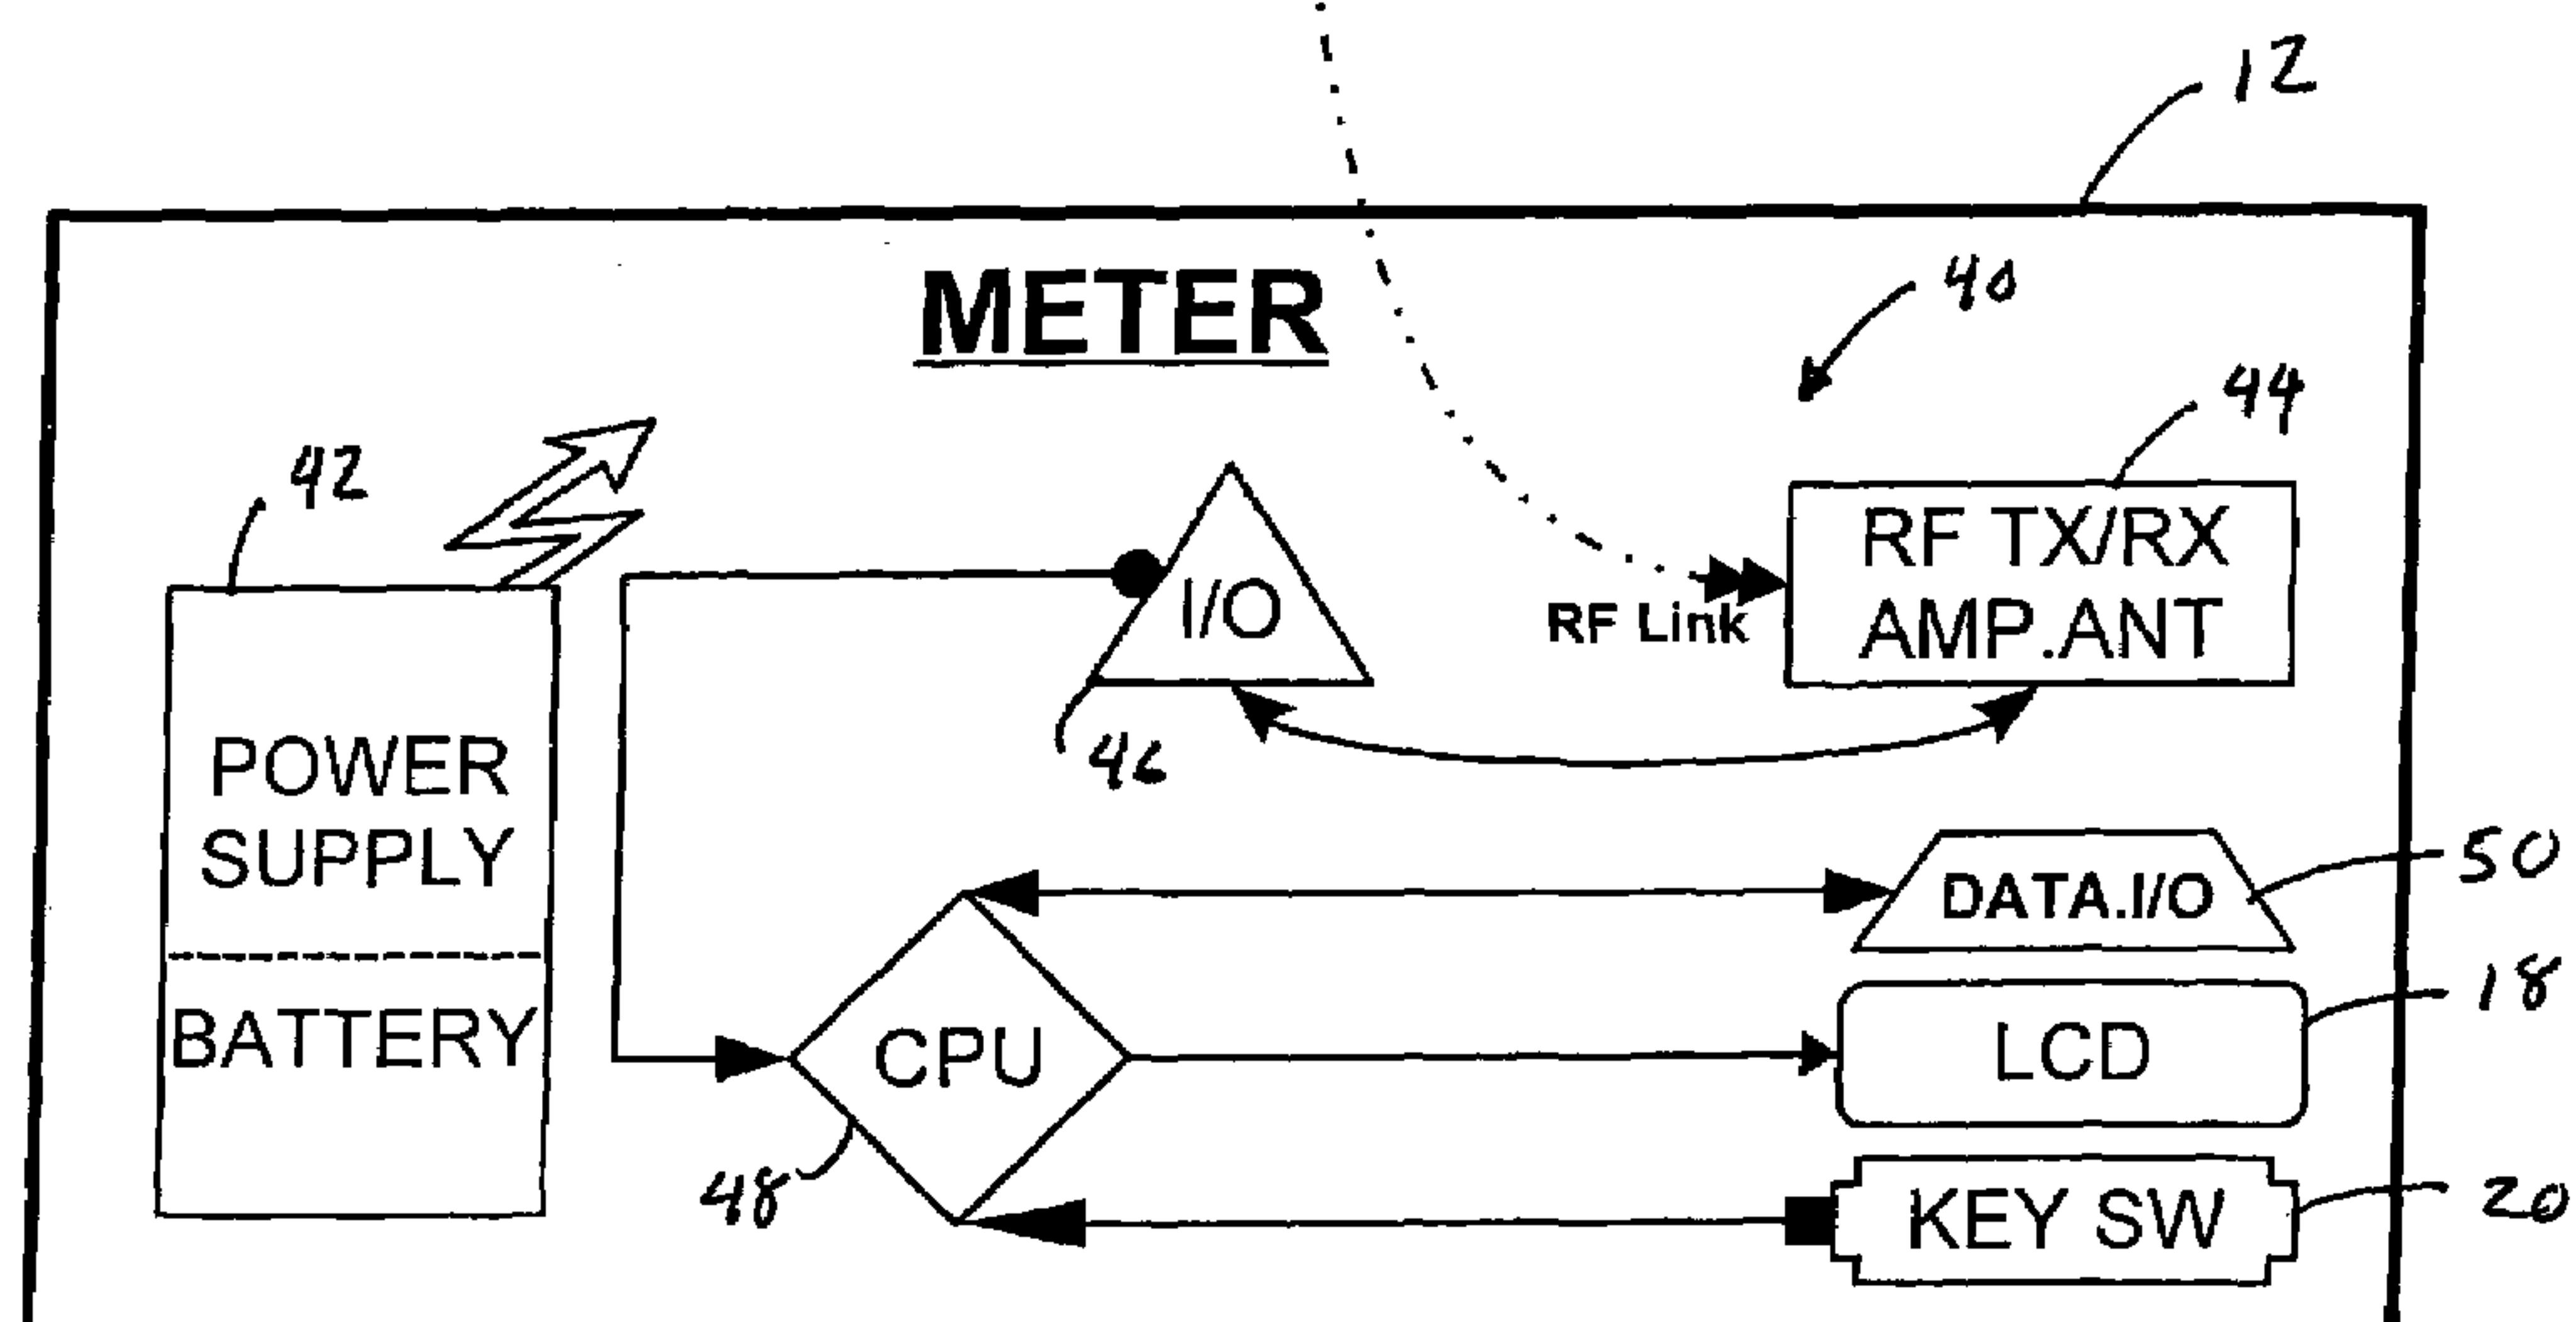 12
METER
40
44
42
RF TX/RX
AMP.ANT
I/O
RF Link
46
POWER
SUPPLY
BATTERY
DATA.I/O
50
CPU
LCD
18
48
KEY SW
20